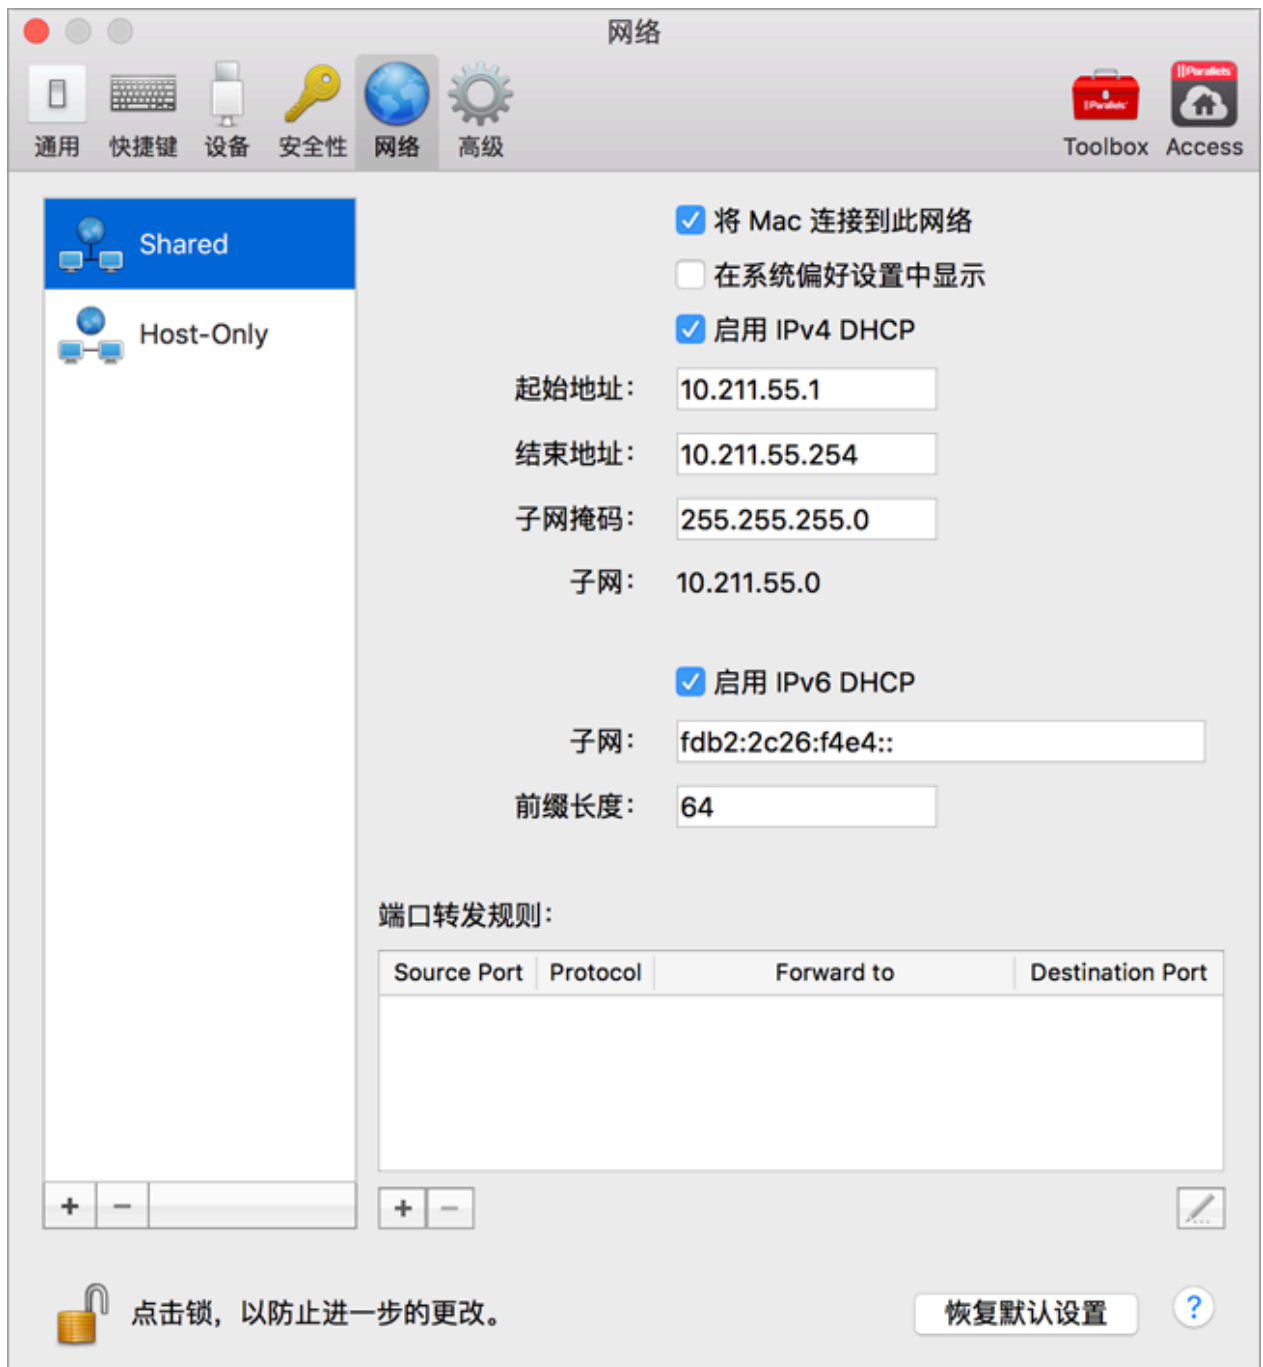 网络
通用 快捷键 设备 安全性 网络 高级 Toolbox Access
||Parallels'
||Parallels'
Shared
Host-Only
将 Mac 连接到此网络
在系统偏好设置中显示
启用 IPv4 DHCP
起始地址： 10.211.55.1
结束地址： 10.211.55.254
子网掩码： 255.255.255.0
子网： 10.211.55.0
启用 IPv6 DHCP
子网： fdb2:2c26:f4e4::
前缀长度： 64
端口转发规则：
Source Port Protocol Forward to Destination Port
点击锁，以防止进一步的更改。
恢复默认设置 ?